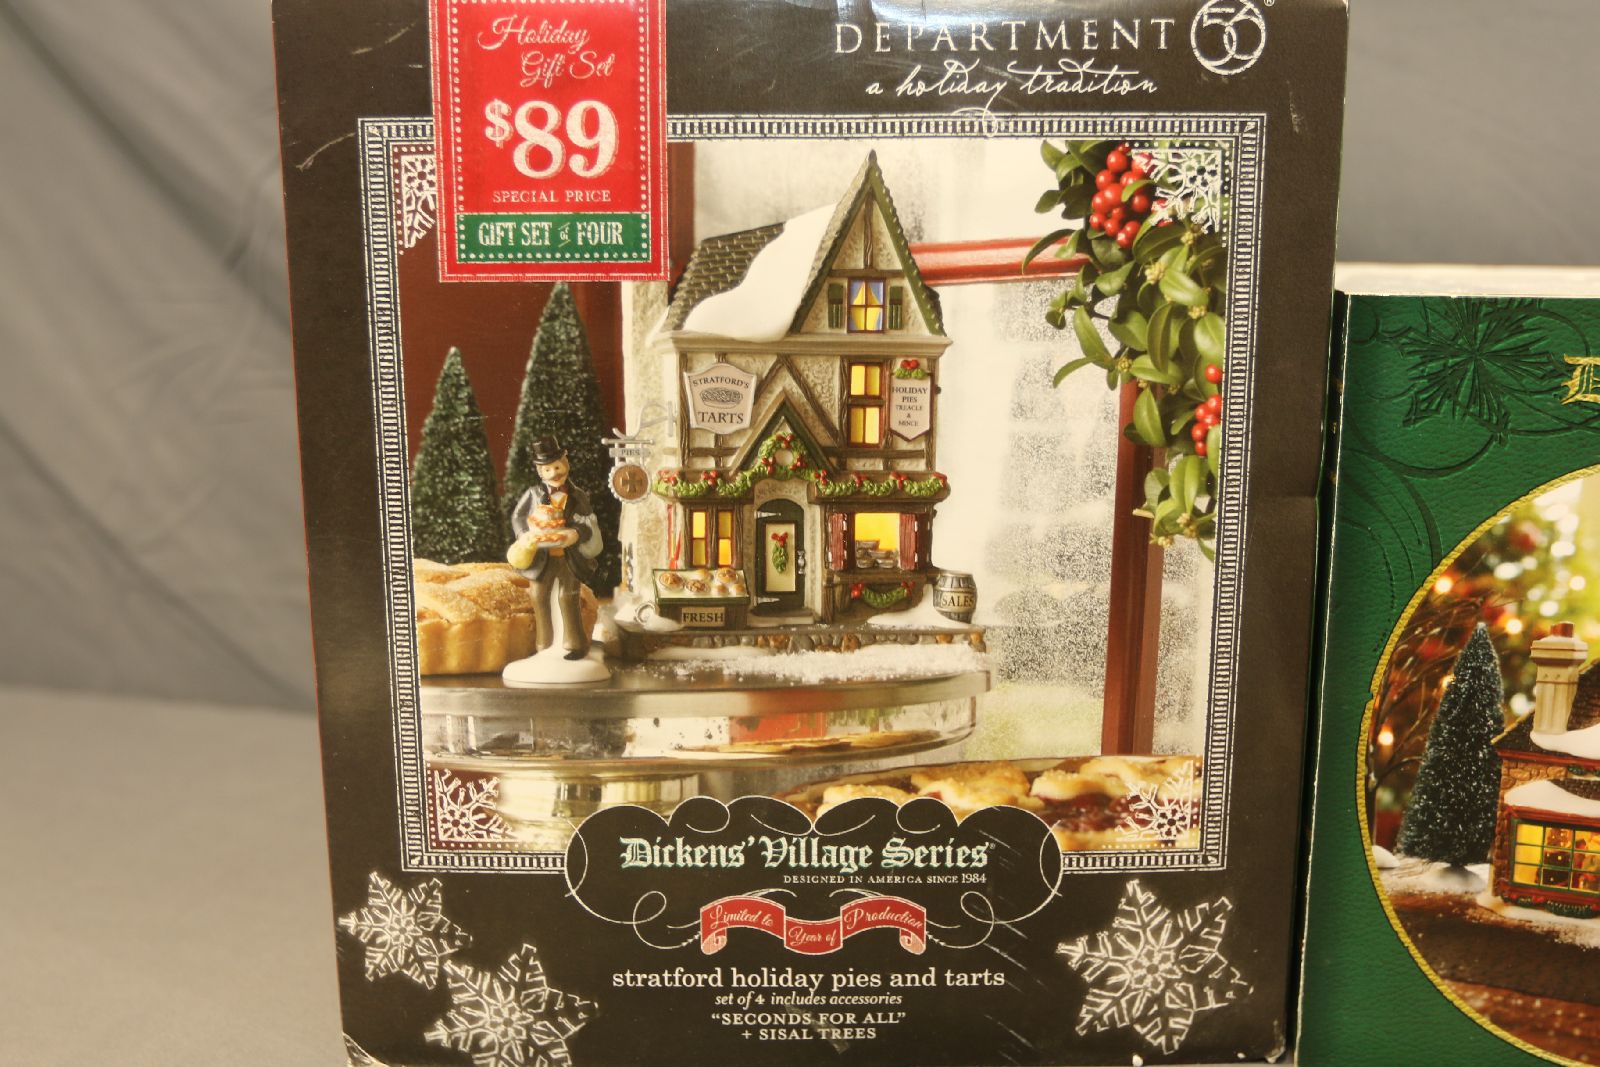 Holiday
Gift Set
$89
SPECIAL PRICE
GIFT SET of FOUR
DEPARTMENT 56®
a holiday tradition
STRATFORD'S
TARTS
HOLIDAY
PIES
TREACLE
&
MINCE
PIES
FRESH
SALES
Dickens' Village Series®
DESIGNED IN AMERICA SINCE 1984
Limited to Year of Production
stratford holiday pies and tarts
set of 4 includes accessories
"SECONDS FOR ALL"
+ SISAL TREES